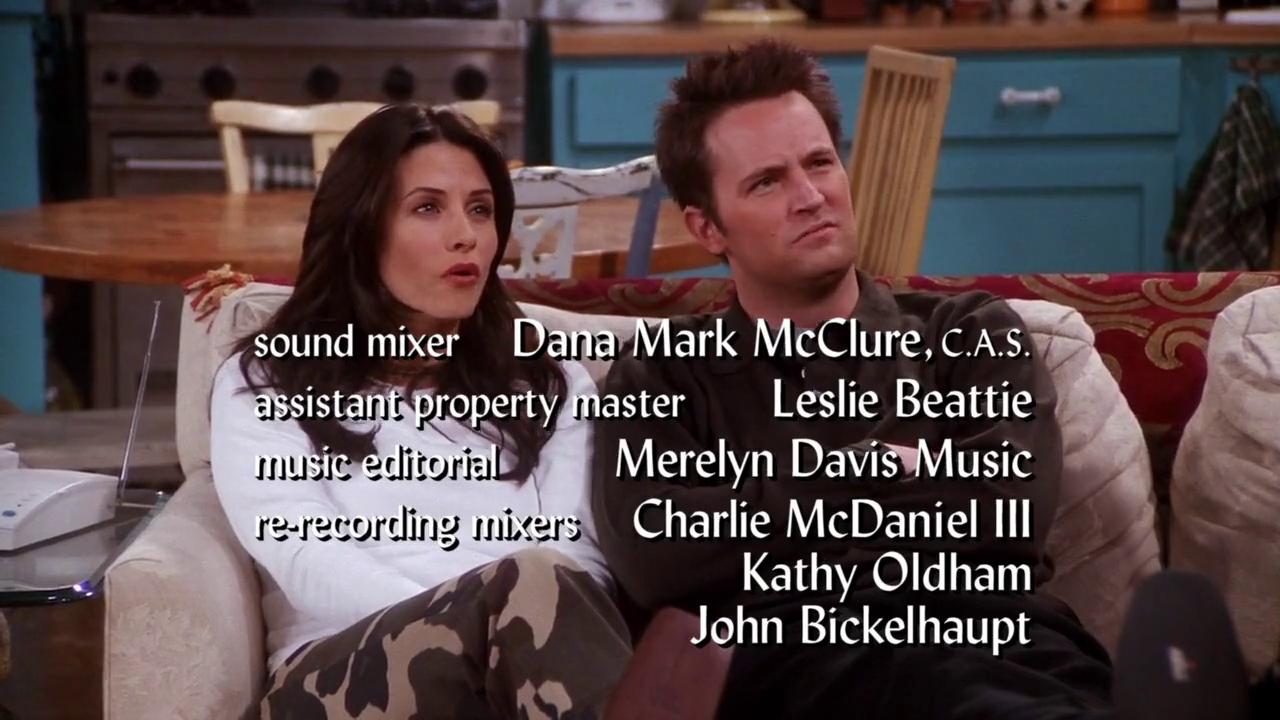 sound mixer Dana Mark McClure, C.A.S.
assistant property master Leslie Beattie
music editorial Merelyn Davis Music
re-recording mixers Charlie McDaniel III
Kathy Oldham
John Bickelhaupt